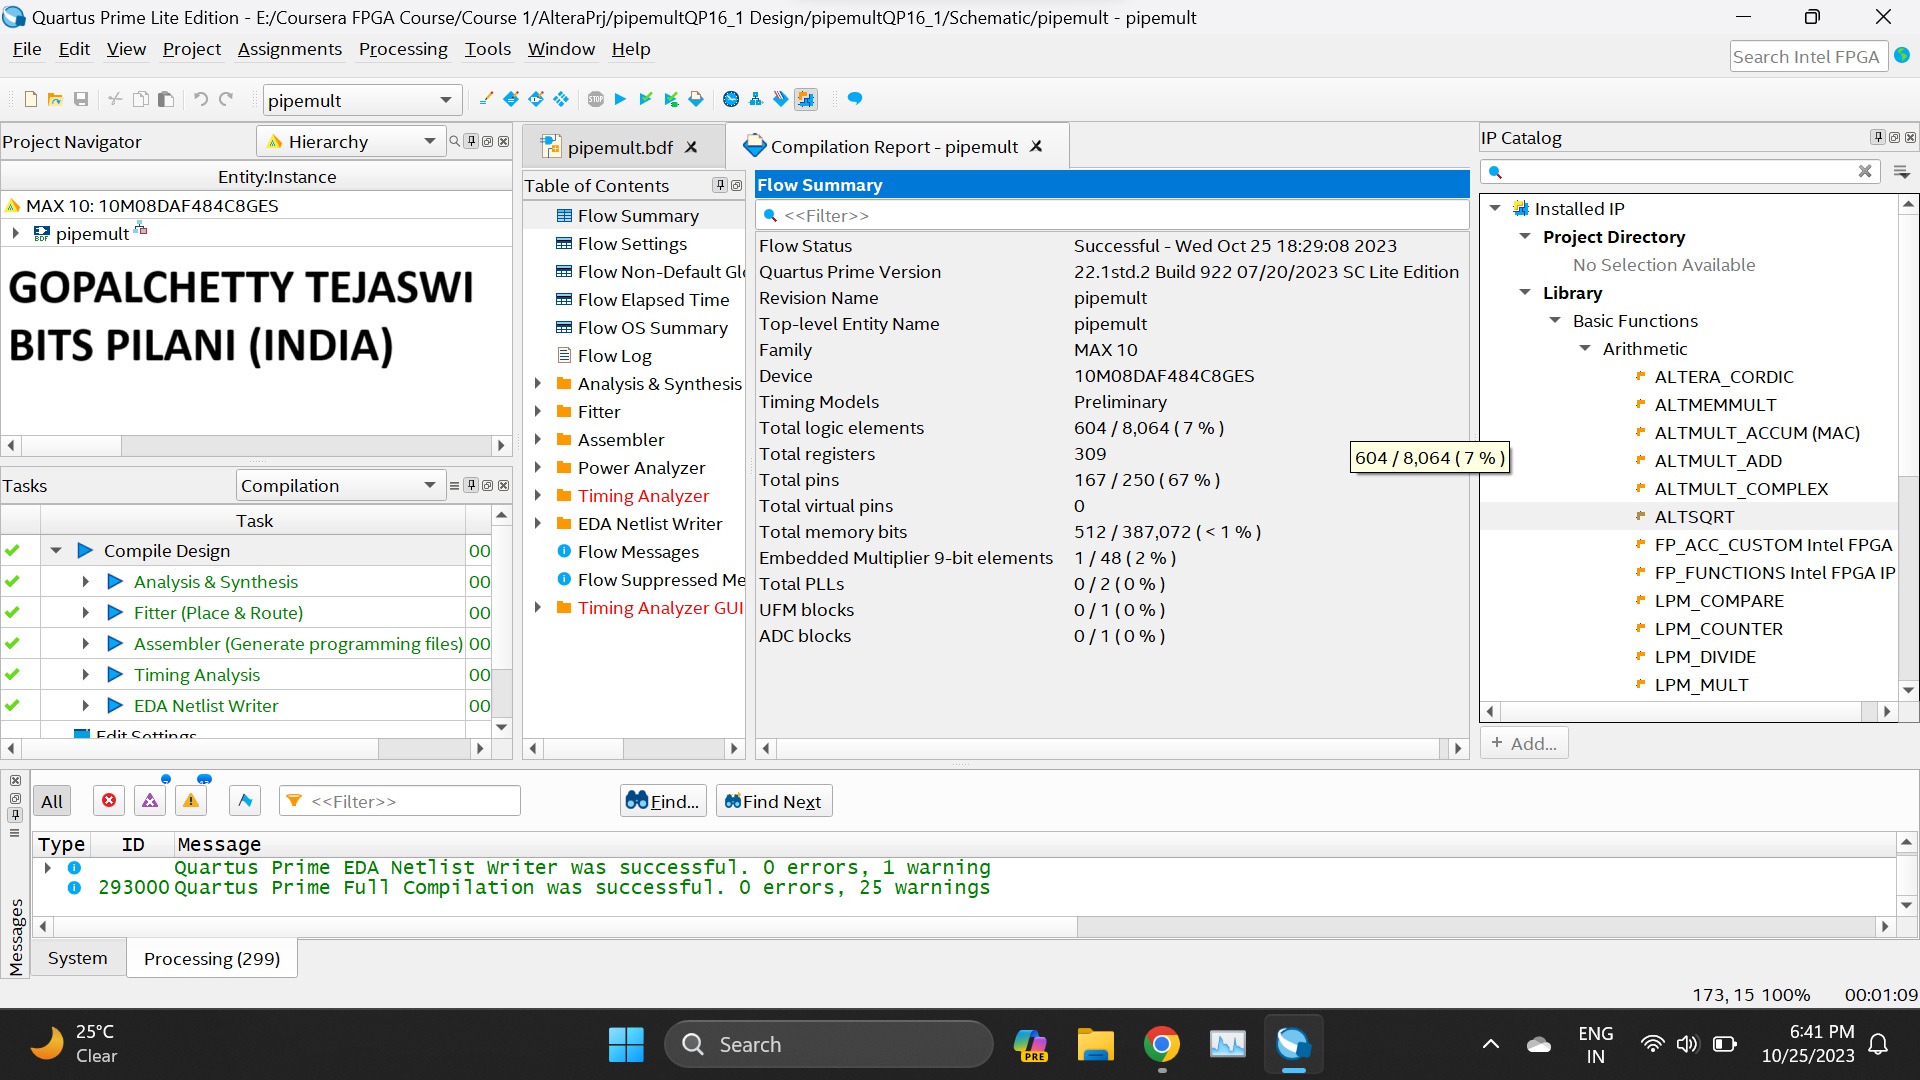 Quartus Prime Lite Edition - E:/Coursera FPGA Course/Course 1/AlteraPrj/pipemultQP16_1 Design/pipemultQP16_1/Schematic/pipemult - pipemult
File Edit View Project Assignments Processing Tools Window Help
Search Intel FPGA
pipemult
Project Navigator
Hierarchy
Entity:Instance
MAX 10: 10M08DAF484C8GES
pipemult
GOPALCHETTY TEJASWI
BITS PILANI (INDIA)
Tasks
Compilation
Task
Compile Design 00
Analysis & Synthesis 00
Fitter (Place & Route) 00
Assembler (Generate programming files) 00
Timing Analysis 00
EDA Netlist Writer 00
Edit Settings
pipemult.bdf
Compilation Report - pipemult
Table of Contents
Flow Summary
Flow Settings
Flow Non-Default Gl
Flow Elapsed Time
Flow OS Summary
Flow Log
Analysis & Synthesis
Fitter
Assembler
Power Analyzer
Timing Analyzer
EDA Netlist Writer
Flow Messages
Flow Suppressed Me
Timing Analyzer GUI
Flow Summary
<<Filter>>
Flow Status Successful - Wed Oct 25 18:29:08 2023
Quartus Prime Version 22.1std.2 Build 922 07/20/2023 SC Lite Edition
Revision Name pipemult
Top-level Entity Name pipemult
Family MAX 10
Device 10M08DAF484C8GES
Timing Models Preliminary
Total logic elements 604 / 8,064 ( 7 % )
Total registers 309
Total pins 167 / 250 ( 67 % )
Total virtual pins 0
Total memory bits 512 / 387,072 ( < 1 % )
Embedded Multiplier 9-bit elements 1 / 48 ( 2 % )
Total PLLs 0 / 2 ( 0 % )
UFM blocks 0 / 1 ( 0 % )
ADC blocks 0 / 1 ( 0 % )
604 / 8,064 ( 7 % )
IP Catalog
Installed IP
Project Directory
No Selection Available
Library
Basic Functions
Arithmetic
ALTERA_CORDIC
ALTMEMMULT
ALTMULT_ACCUM (MAC)
ALTMULT_ADD
ALTMULT_COMPLEX
ALTSQRT
FP_ACC_CUSTOM Intel FPGA
FP_FUNCTIONS Intel FPGA IP
LPM_COMPARE
LPM_COUNTER
LPM_DIVIDE
LPM_MULT
+ Add...
All
<<Filter>>
Find...
Find Next
Type ID Message
Quartus Prime EDA Netlist Writer was successful. 0 errors, 1 warning
293000 Quartus Prime Full Compilation was successful. 0 errors, 25 warnings
Messages
System
Processing (299)
173, 15 100% 00:01:09
25°C
Clear
Search
PRE
ENG
IN
6:41 PM
10/25/2023